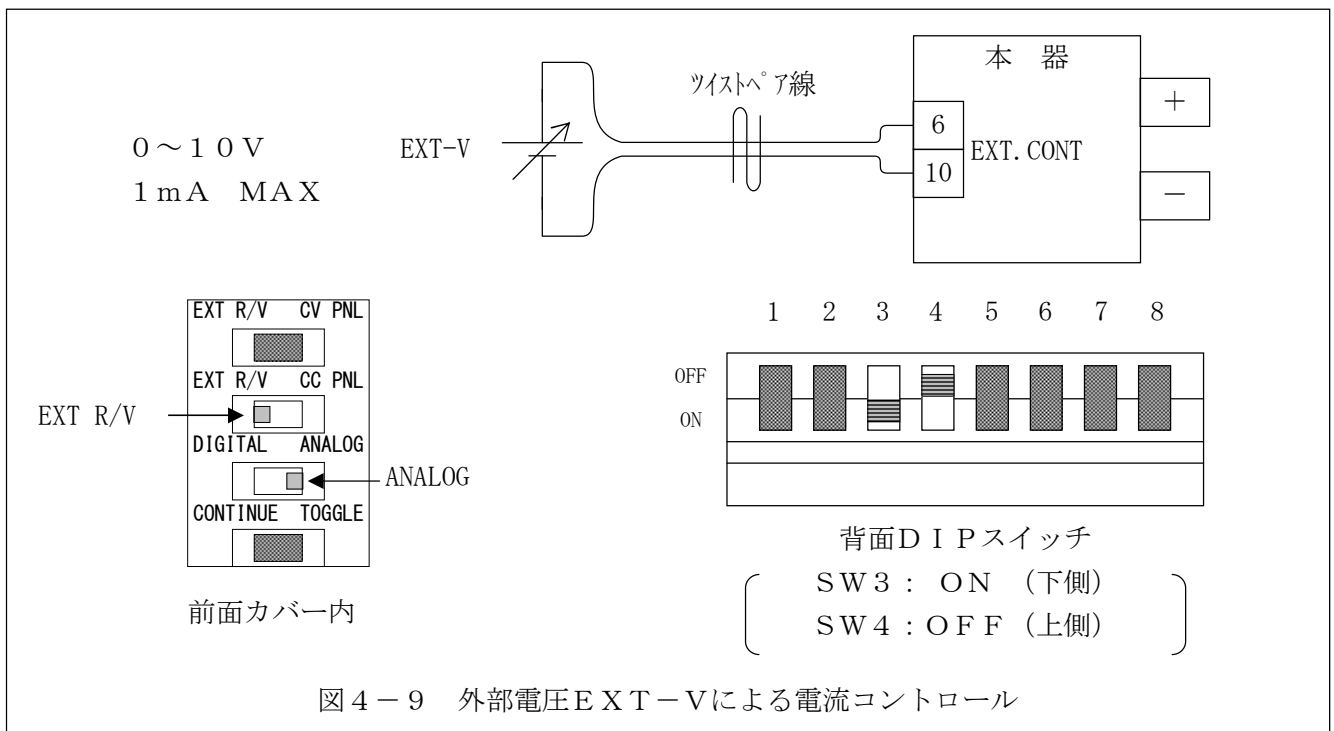 本 器
ツイストペア線
+
6
0～10V
EXT-V
EXT.CONT
10
1mA MAX
－
EXT R/V CV PNL
1 2 3 4 5 6 7 8
EXT R/V CC PNL
OFF
EXT R/V
ON
DIGITAL ANALOG
ANALOG
CONTINUE TOGGLE
背面DIPスイッチ
SW3：ON （下側）
前面カバー内
SW4：OFF （上側）
図4－9 外部電圧EXT－Vによる電流コントロール